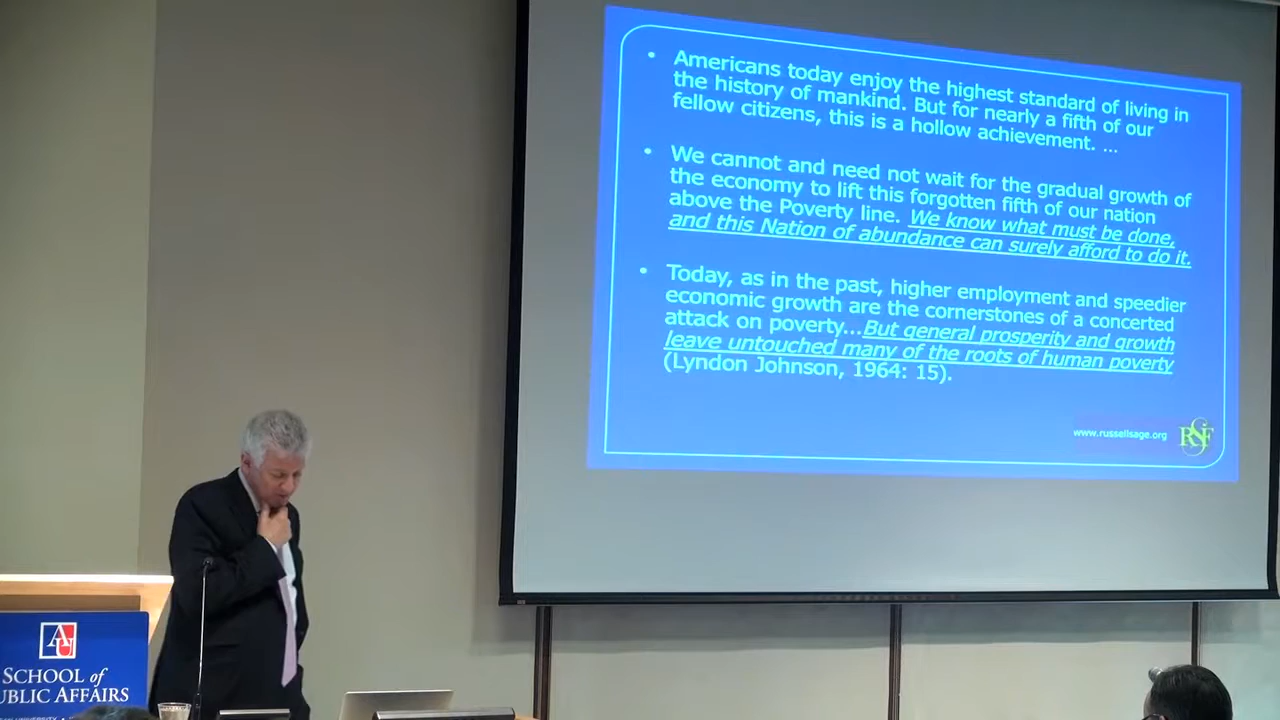 • Americans today enjoy the highest standard of living in
the history of mankind. But for nearly a fifth of our
fellow citizens, this is a hollow achievement. ...
• We cannot and need not wait for the gradual growth of
the economy to lift this forgotten fifth of our nation
above the Poverty line. We know what must be done,
and this Nation of abundance can surely afford to do it.
• Today, as in the past, higher employment and speedier
economic growth are the cornerstones of a concerted
attack on poverty...But general prosperity and growth
leave untouched many of the roots of human poverty
(Lyndon Johnson, 1964: 15).
www.russellsage.org
RSF
AU
SCHOOL of
UBLIC AFFAIRS